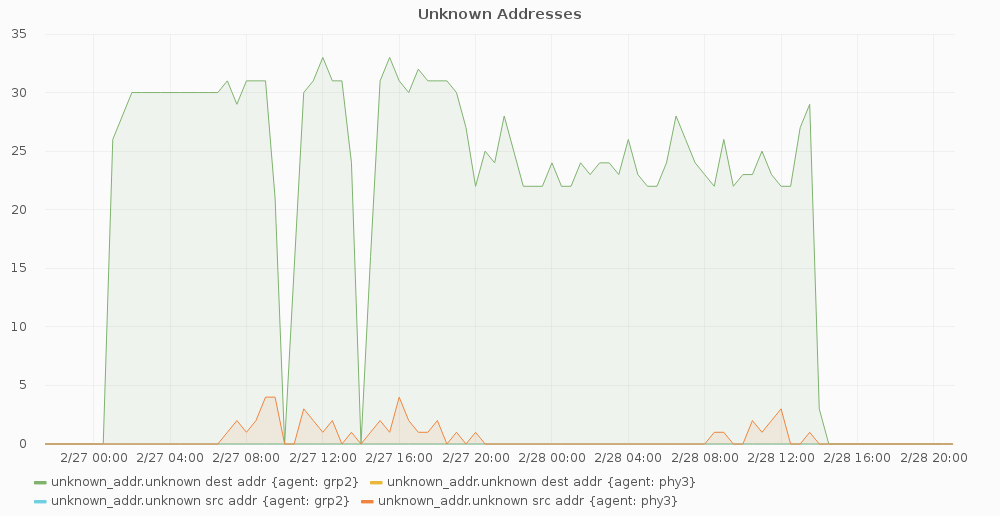 Unknown Addresses
35
30
25
20
15
10
5
0
2/27 00:00 2/27 04:00 2/27 08:00 2/27 12:00 2/27 16:00 2/27 20:00 2/28 00:00 2/28 04:00 2/28 08:00 2/28 12:00 2/28 16:00 2/28 20:00
unknown_addr.unknown dest addr {agent: grp2} unknown_addr.unknown dest addr {agent: phy3}
unknown_addr.unknown src addr {agent: grp2} unknown_addr.unknown src addr {agent: phy3}